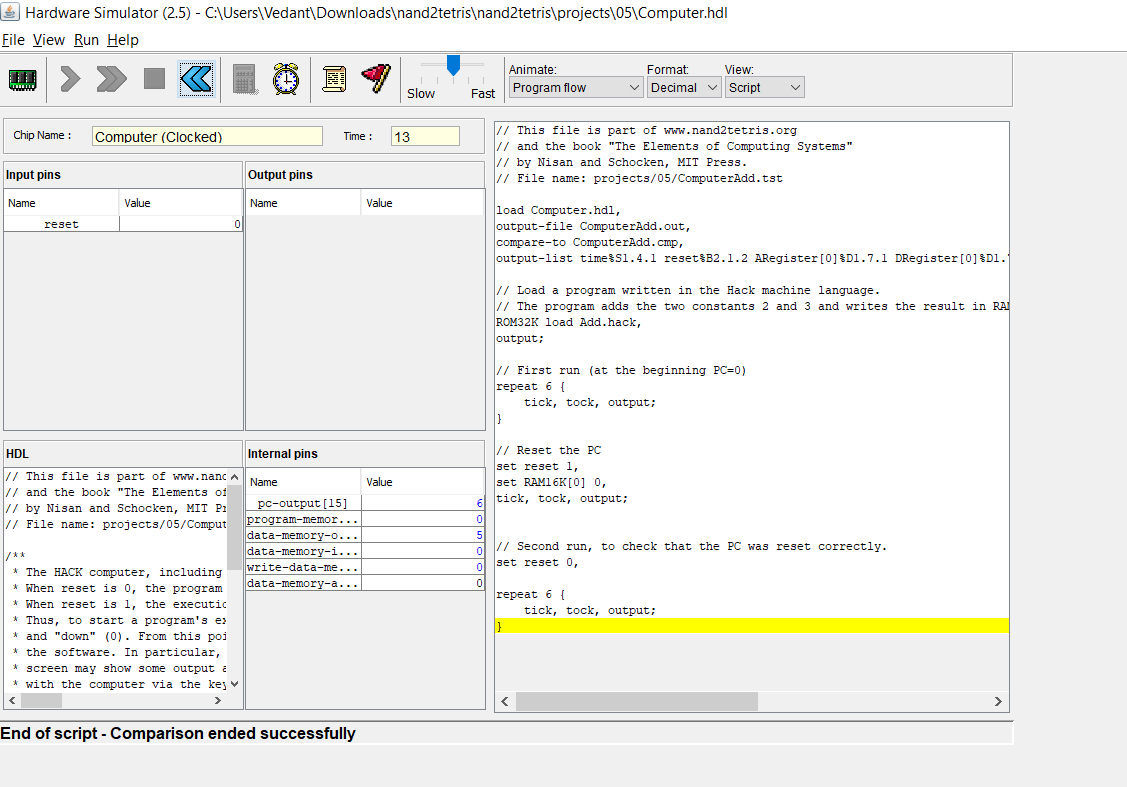 Hardware Simulator (2.5) - C:\Users\Vedant\Downloads\nand2tetris\nand2tetris\projects\05\Computer.hdl
File View Run Help
Slow Fast
Animate: Format: View:
Program flow Decimal Script
Chip Name : Computer (Clocked) Time : 13
Input pins
Name Value
reset 0
Output pins
Name Value
HDL
// This file is part of www.nand
// and the book "The Elements of
// by Nisan and Schocken, MIT Pr
// File name: projects/05/Comput
/**
* The HACK computer, including
* When reset is 0, the program
* When reset is 1, the executio
* Thus, to start a program's ex
* and "down" (0). From this poi
* the software. In particular,
* screen may show some output a
* with the computer via the key
Internal pins
Name Value
pc-output[15] 6
program-memor... 0
data-memory-o... 5
data-memory-i... 0
write-data-me... 0
data-memory-a... 0
// This file is part of www.nand2tetris.org
// and the book "The Elements of Computing Systems"
// by Nisan and Schocken, MIT Press.
// File name: projects/05/ComputerAdd.tst
load Computer.hdl,
output-file ComputerAdd.out,
compare-to ComputerAdd.cmp,
output-list time%S1.4.1 reset%B2.1.2 ARegister[0]%D1.7.1 DRegister[0]%D1.7
// Load a program written in the Hack machine language.
// The program adds the two constants 2 and 3 and writes the result in RAM
ROM32K load Add.hack,
output;
// First run (at the beginning PC=0)
repeat 6 {
tick, tock, output;
}
// Reset the PC
set reset 1,
set RAM16K[0] 0,
tick, tock, output;
// Second run, to check that the PC was reset correctly.
set reset 0,
repeat 6 {
tick, tock, output;
}
End of script - Comparison ended successfully